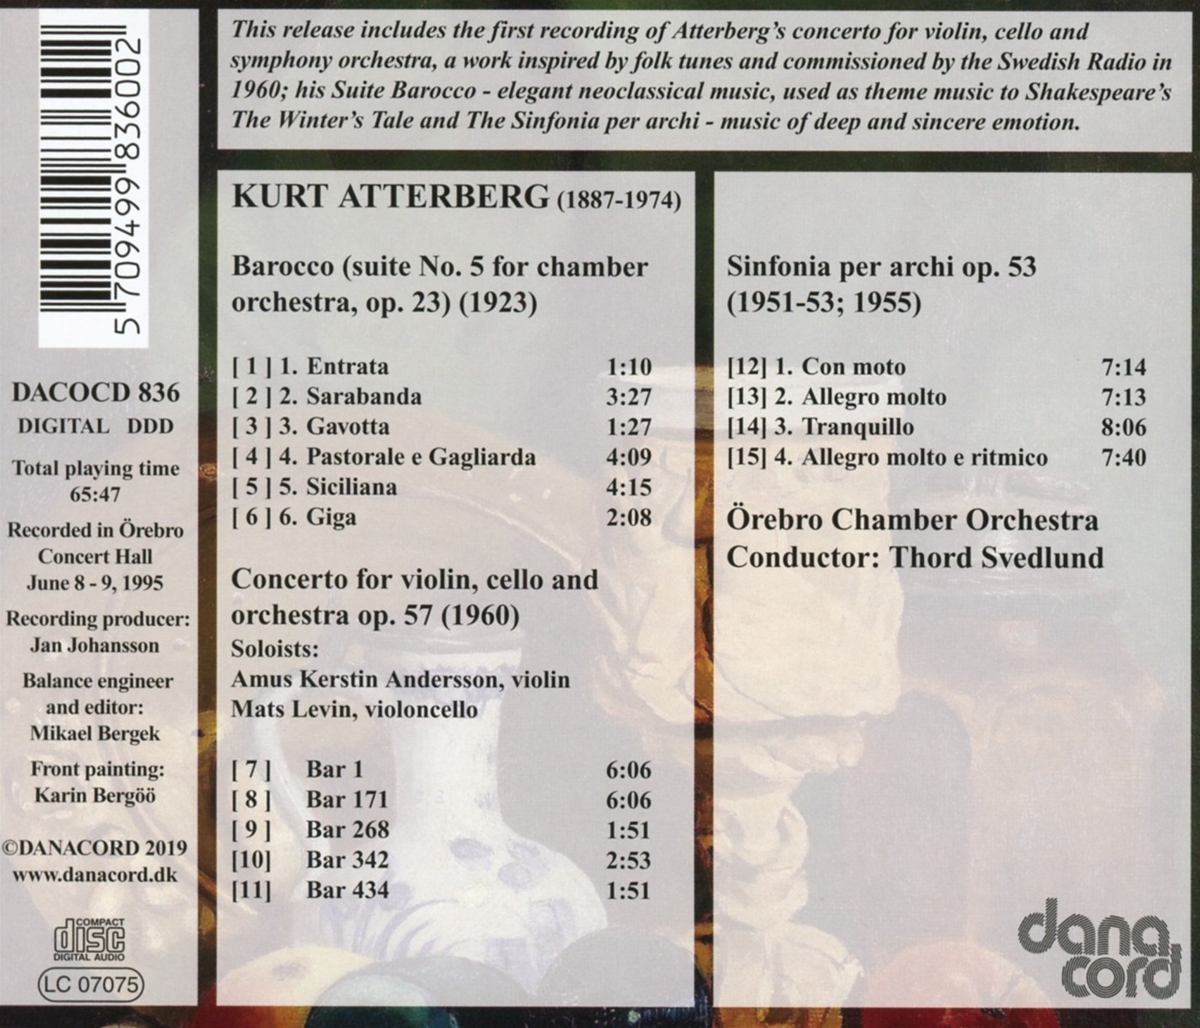 This release includes the first recording of Atterberg's concerto for violin, cello and
symphony orchestra, a work inspired by folk tunes and commissioned by the Swedish Radio in
1960; his Suite Barocco - elegant neoclassical music, used as theme music to Shakespeare's
The Winter's Tale and The Sinfonia per archi - music of deep and sincere emotion.
5 709499 836002
DACOCD 836
DIGITAL DDD
Total playing time
65:47
Recorded in Örebro
Concert Hall
June 8 - 9, 1995
Recording producer:
Jan Johansson
Balance engineer
and editor:
Mikael Bergek
Front painting:
Karin Bergöö
©DANACORD 2019
www.danacord.dk
COMPACT
disc
DIGITAL AUDIO
LC 07075
KURT ATTERBERG (1887-1974)
Barocco (suite No. 5 for chamber
orchestra, op. 23) (1923)
[ 1 ] 1. Entrata 1:10
[ 2 ] 2. Sarabanda 3:27
[ 3 ] 3. Gavotta 1:27
[ 4 ] 4. Pastorale e Gagliarda 4:09
[ 5 ] 5. Siciliana 4:15
[ 6 ] 6. Giga 2:08
Concerto for violin, cello and
orchestra op. 57 (1960)
Soloists:
Amus Kerstin Andersson, violin
Mats Levin, violoncello
[ 7 ] Bar 1 6:06
[ 8 ] Bar 171 6:06
[ 9 ] Bar 268 1:51
[10] Bar 342 2:53
[11] Bar 434 1:51
Sinfonia per archi op. 53
(1951-53; 1955)
[12] 1. Con moto 7:14
[13] 2. Allegro molto 7:13
[14] 3. Tranquillo 8:06
[15] 4. Allegro molto e ritmico 7:40
Örebro Chamber Orchestra
Conductor: Thord Svedlund
dana
cord